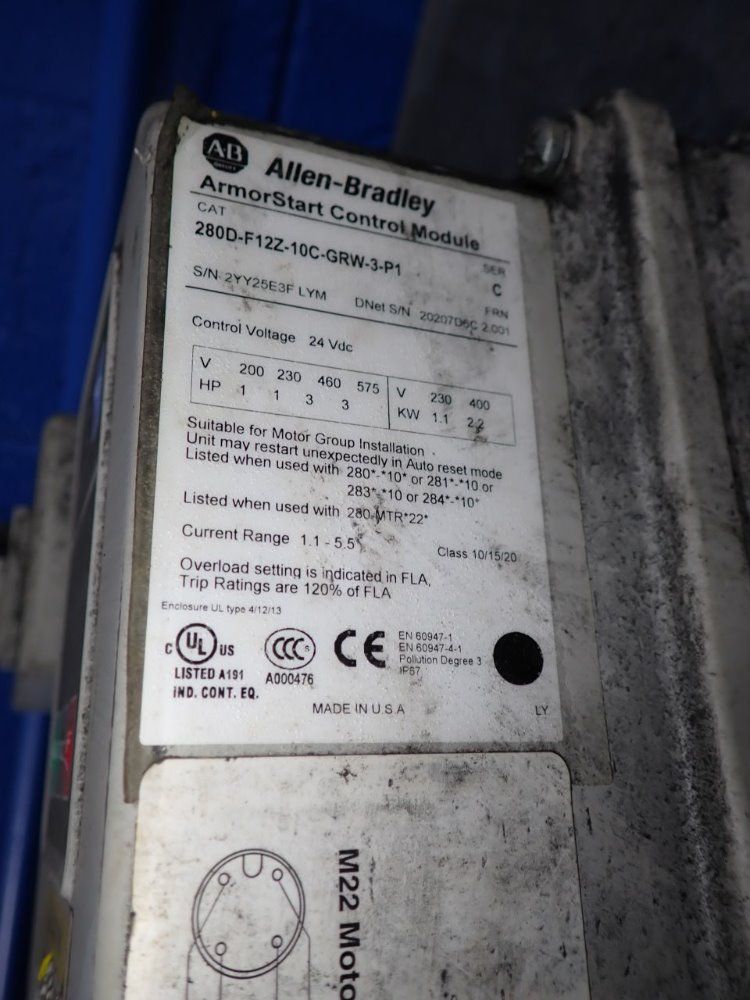 AB
QUALITY
Allen-Bradley
ArmorStart Control Module
CAT SER
280D-F12Z-10C-GRW-3-P1 C
S/N 2YY25E3F LYM DNet S/N 20207D6C FRN 2.001
Control Voltage 24 Vdc
V 200 230 460 575 V 230 400
HP 1 1 3 3 KW 1.1 2.2
Suitable for Motor Group Installation
Unit may restart unexpectedly in Auto reset mode
Listed when used with 280*-*10* or 281*-*10 or
283*-*10 or 284*-*10*
Listed when used with 280-MTR*22*
Current Range 1.1 - 5.5 Class 10/15/20
Overload setting is indicated in FLA,
Trip Ratings are 120% of FLA
Enclosure UL type 4/12/13
C UL US
LISTED A191
IND. CONT. EQ.
CCC S
A000476
CE
EN 60947-1
EN 60947-4-1
Pollution Degree 3
IP67
MADE IN U.S.A LY
M22 Moto